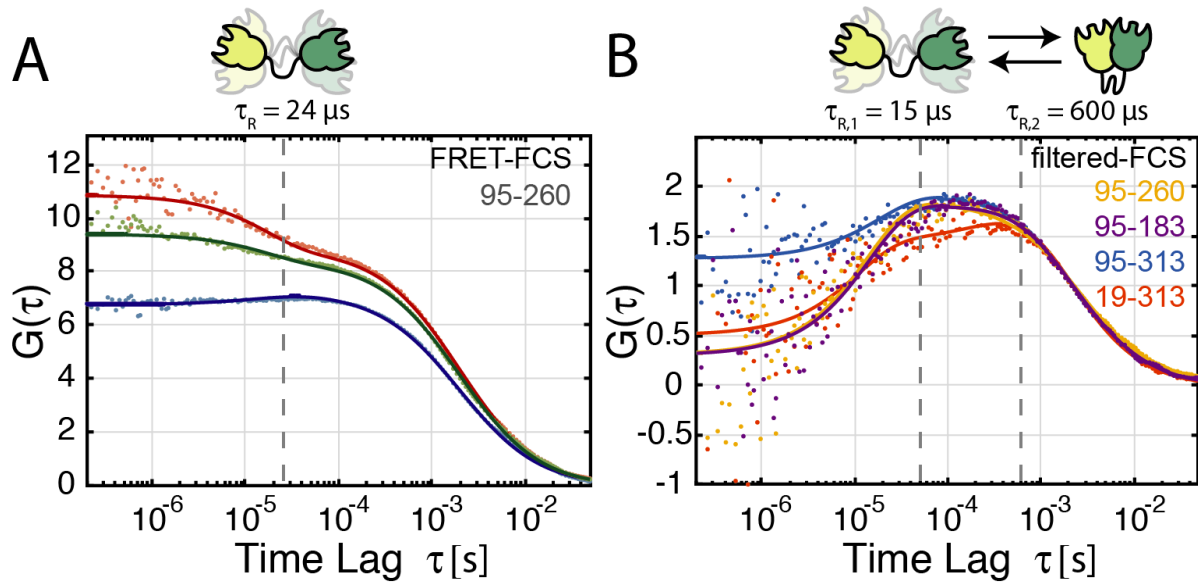 A
τR = 24 μs
FRET-FCS
95-260
12
10
8
6
4
2
0
G(τ)
10-6
10-5
10-4
10-3
10-2
Time Lag τ[s]
B
τR,1 = 15 μs
τR,2 = 600 μs
filtered-FCS
95-260
95-183
95-313
19-313
2
1.5
1
0.5
0
-0.5
-1
G(τ)
10-6
10-5
10-4
10-3
10-2
Time Lag τ[s]